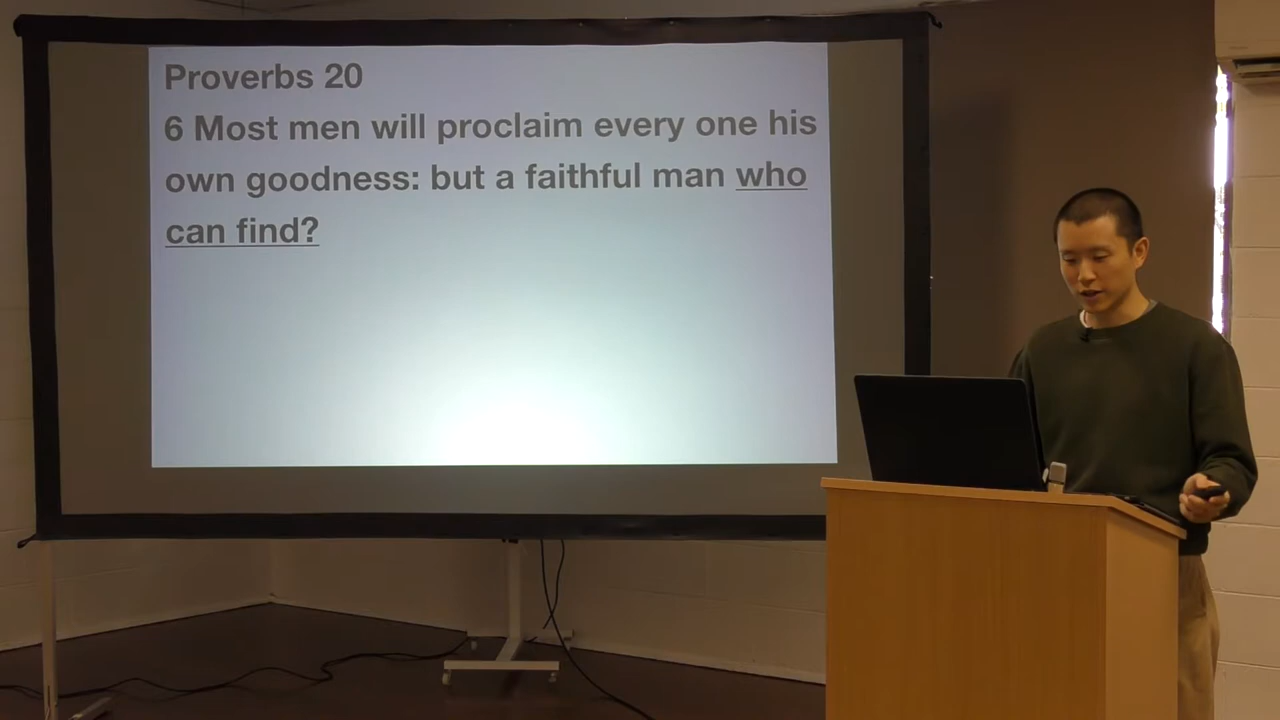 Proverbs 20
6 Most men will proclaim every one his
own goodness: but a faithful man who
can find?